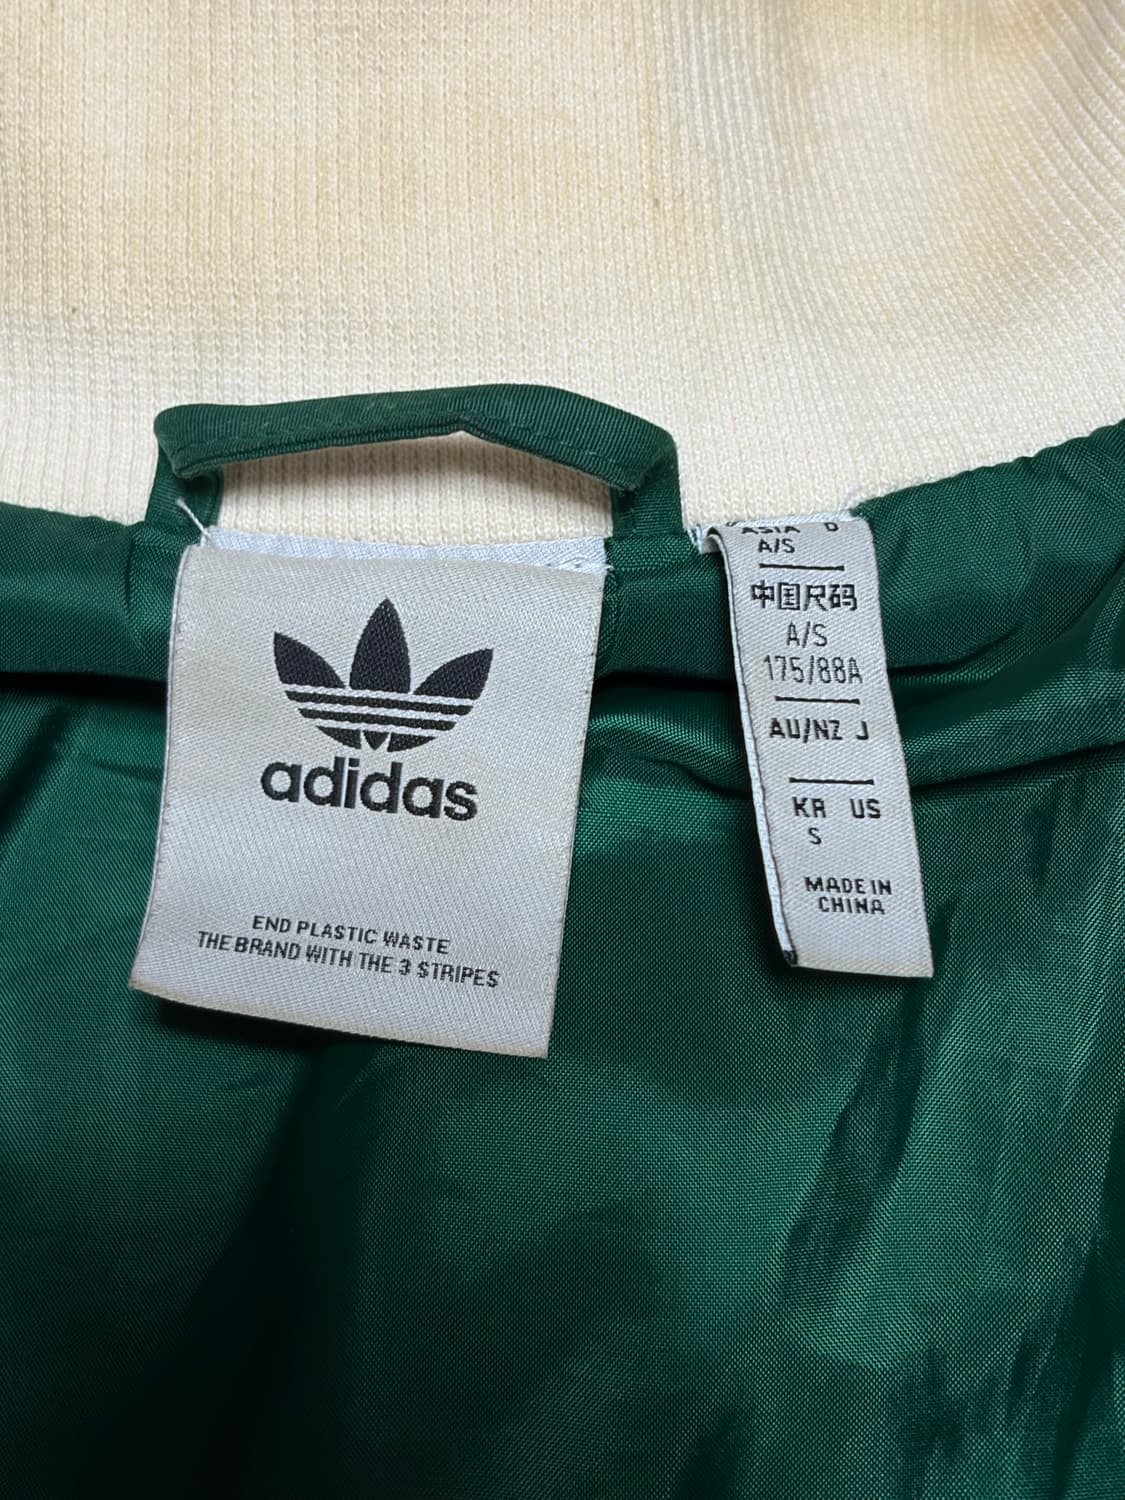 adidas
END PLASTIC WASTE
THE BRAND WITH THE 3 STRIPES
ASIA D
A/S
中国尺码
A/S
175/88A
AU/NZ J
KR US
S
MADE IN
CHINA